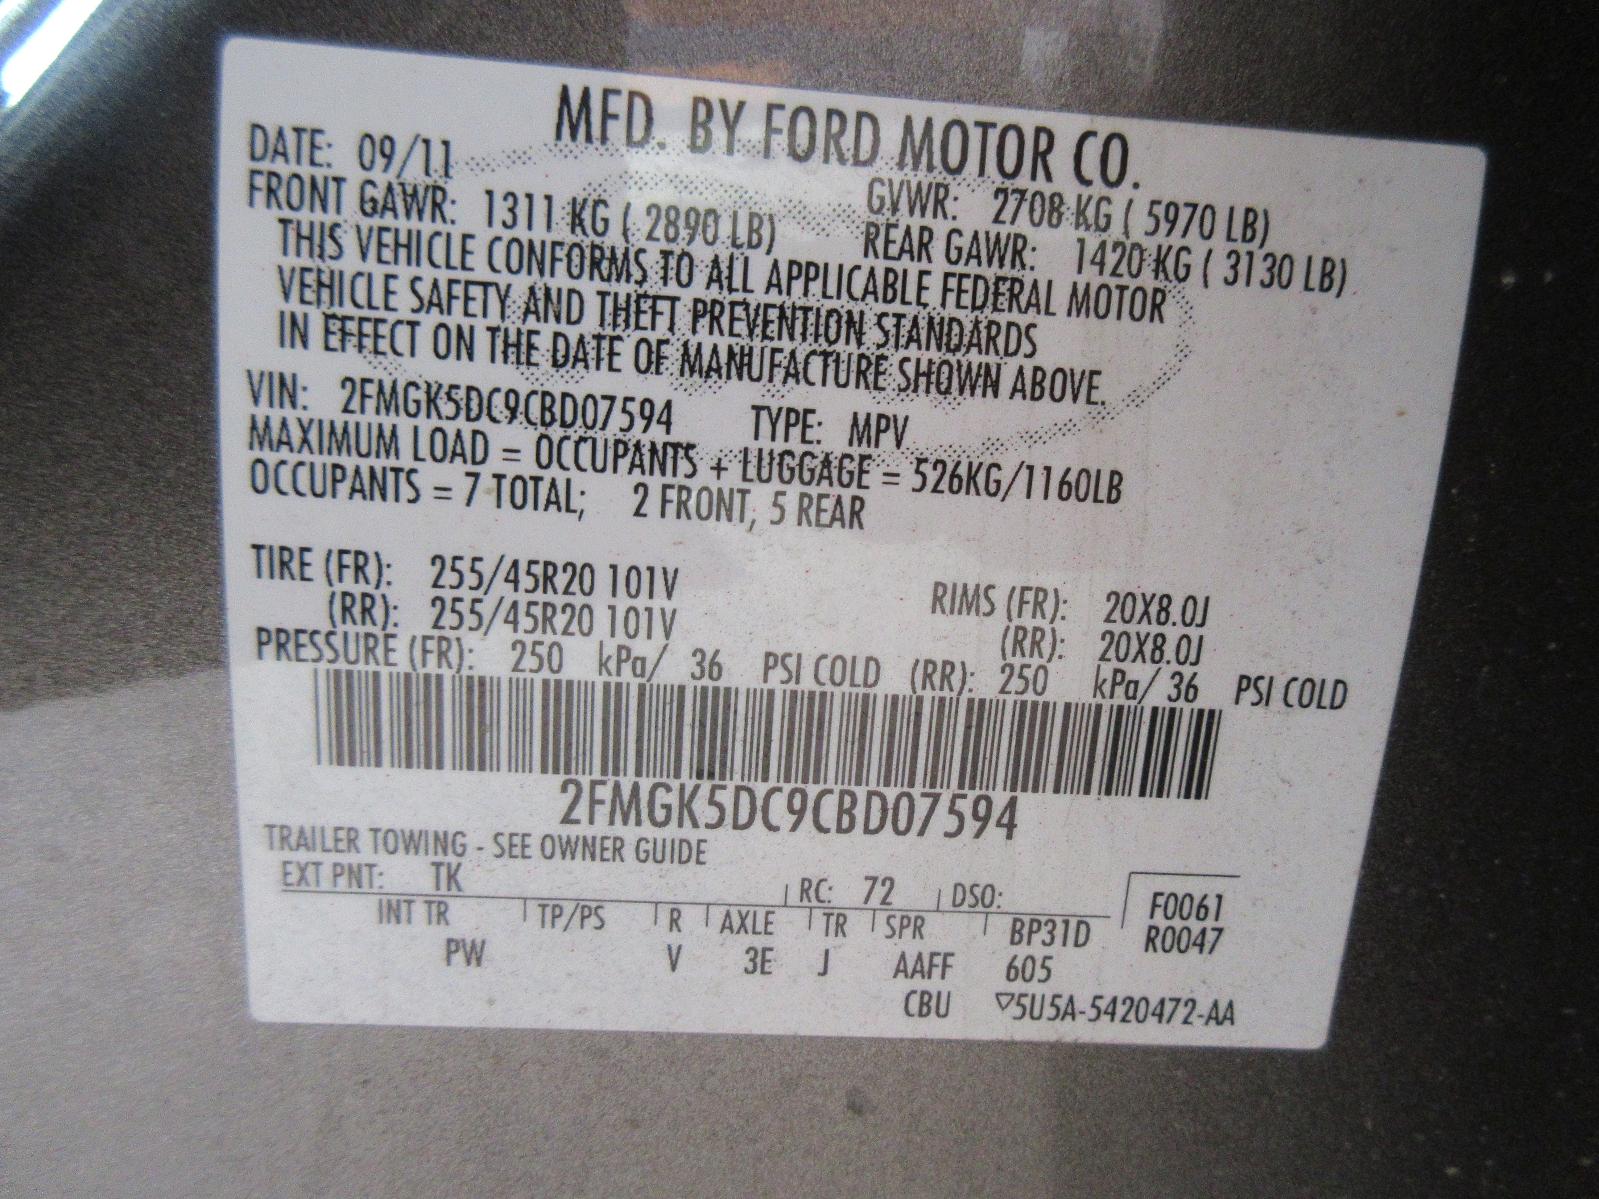 MFD. BY FORD MOTOR CO.
DATE: 09/11 GVWR: 2708 KG ( 5970 LB)
FRONT GAWR: 1311 KG ( 2890 LB) REAR GAWR: 1420 KG ( 3130 LB)
THIS VEHICLE CONFORMS TO ALL APPLICABLE FEDERAL MOTOR
VEHICLE SAFETY AND THEFT PREVENTION STANDARDS
IN EFFECT ON THE DATE OF MANUFACTURE SHOWN ABOVE.
VIN: 2FMGK5DC9CBD07594 TYPE: MPV
MAXIMUM LOAD = OCCUPANTS + LUGGAGE = 526KG/1160LB
OCCUPANTS = 7 TOTAL; 2 FRONT, 5 REAR
TIRE (FR): 255/45R20 101V RIMS (FR): 20X8.0J
(RR): 255/45R20 101V (RR): 20X8.0J
PRESSURE (FR): 250 kPa/ 36 PSI COLD (RR): 250 kPa/ 36 PSI COLD
2FMGK5DC9CBD07594
TRAILER TOWING - SEE OWNER GUIDE
EXT PNT: TK RC: 72 DSO: F0061
INT TR TP/PS R AXLE TR SPR BP31D R0047
PW V 3E J AAFF 605
CBU ▽5U5A-5420472-AA